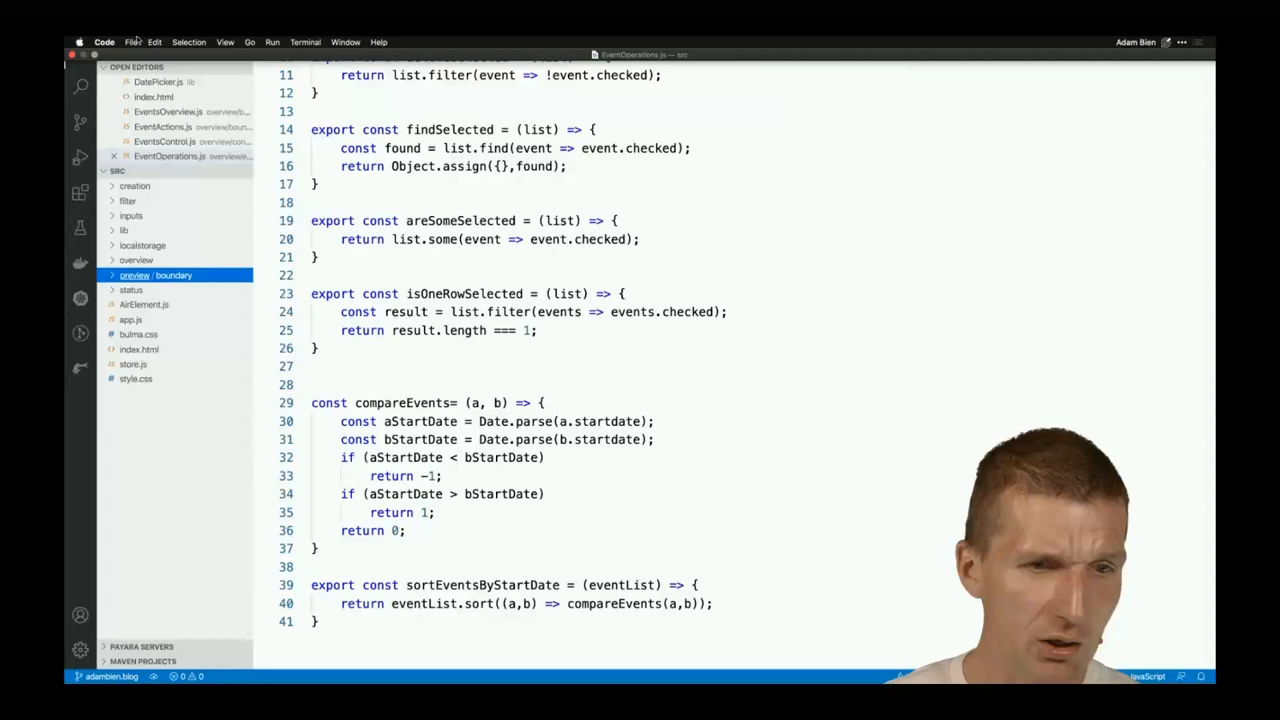 Code File Edit Selection View Go Run Terminal Window Help Adam Bien
EventOperations.js — src
OPEN EDITORS
DatePicker.js lib
index.html
EventsOverview.js overview/b...
EventActions.js overview/boun...
EventsControl.js overview/con...
EventOperations.js overview/e...
SRC
creation
filter
inputs
lib
localstorage
overview
preview / boundary
status
AirElement.js
app.js
bulma.css
index.html
store.js
style.css
PAYARA SERVERS
MAVEN PROJECTS
11 return list.filter(event => !event.checked);
12 }
13
14 export const findSelected = (list) => {
15 const found = list.find(event => event.checked);
16 return Object.assign({},found);
17 }
18
19 export const areSomeSelected = (list) => {
20 return list.some(event => event.checked);
21 }
22
23 export const isOneRowSelected = (list) => {
24 const result = list.filter(events => events.checked);
25 return result.length === 1;
26 }
27
28
29 const compareEvents= (a, b) => {
30 const aStartDate = Date.parse(a.startdate);
31 const bStartDate = Date.parse(b.startdate);
32 if (aStartDate < bStartDate)
33 return -1;
34 if (aStartDate > bStartDate)
35 return 1;
36 return 0;
37 }
38
39 export const sortEventsByStartDate = (eventList) => {
40 return eventList.sort((a,b) => compareEvents(a,b));
41 }
adambien.blog 0 0 JavaScript